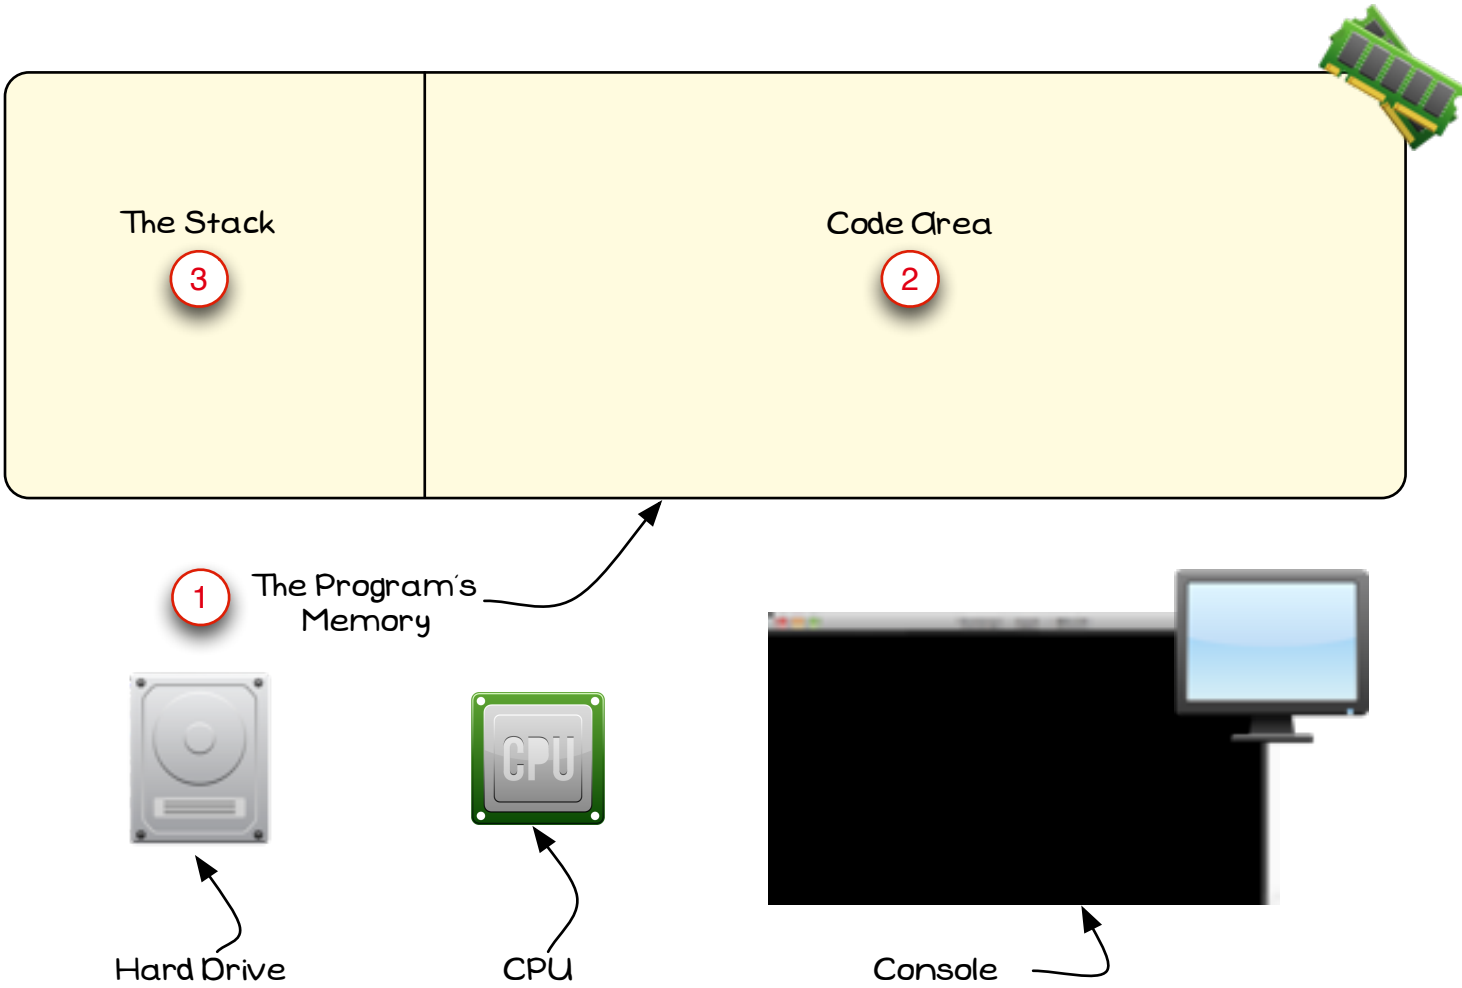 The Stack
3
Code Area
2
1
The Program's
Memory
CPU
Hard Drive
CPU
Console